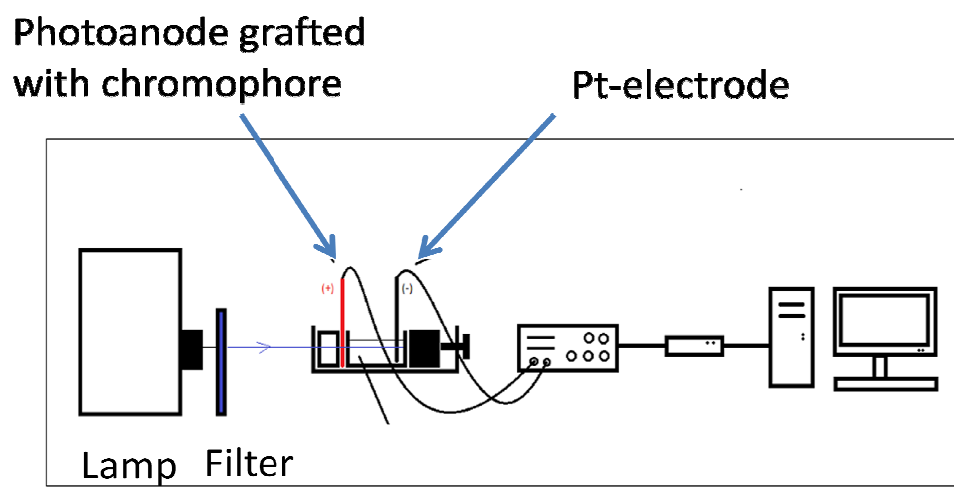 Photoanode grafted
with chromophore
Pt-electrode
(+)
(-)
Lamp
Filter